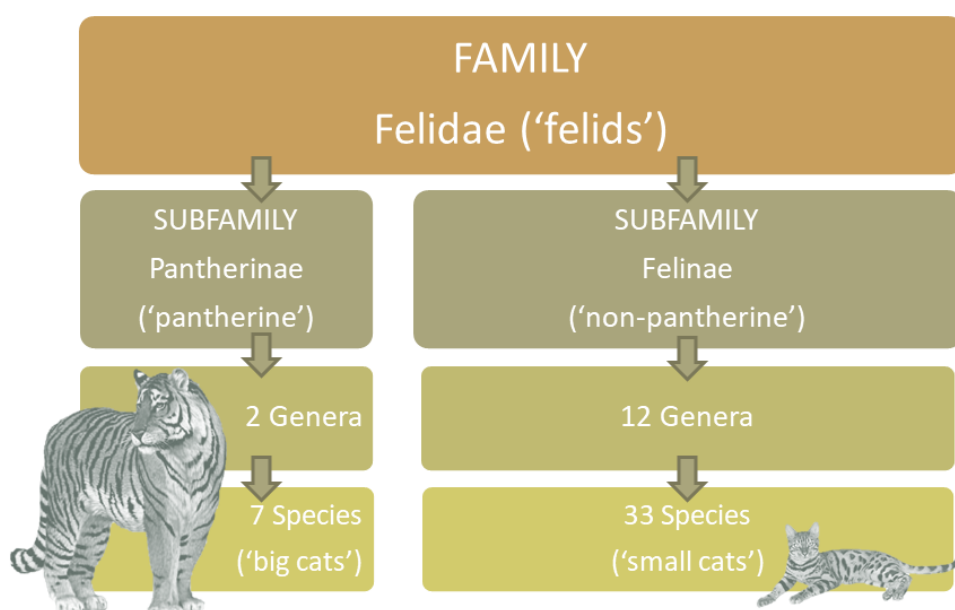 FAMILY
Felidae (‘felids’)
SUBFAMILY
Pantherinae
(‘pantherine’)
SUBFAMILY
Felinae
(‘non-pantherine’)
2 Genera
12 Genera
7 Species
(‘big cats’)
33 Species
(‘small cats’)